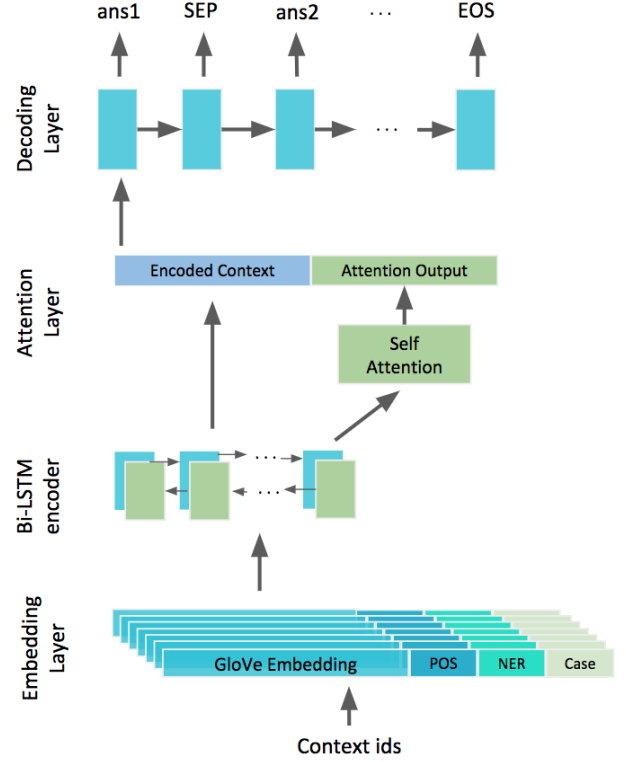 ans1 SEP ans2 ... EOS
Decoding
Layer
...
Encoded Context Attention Output
Attention
Layer
Self
Attention
Bi-LSTM
encoder
...
...
Embedding
Layer
GloVe Embedding POS NER Case
Context ids